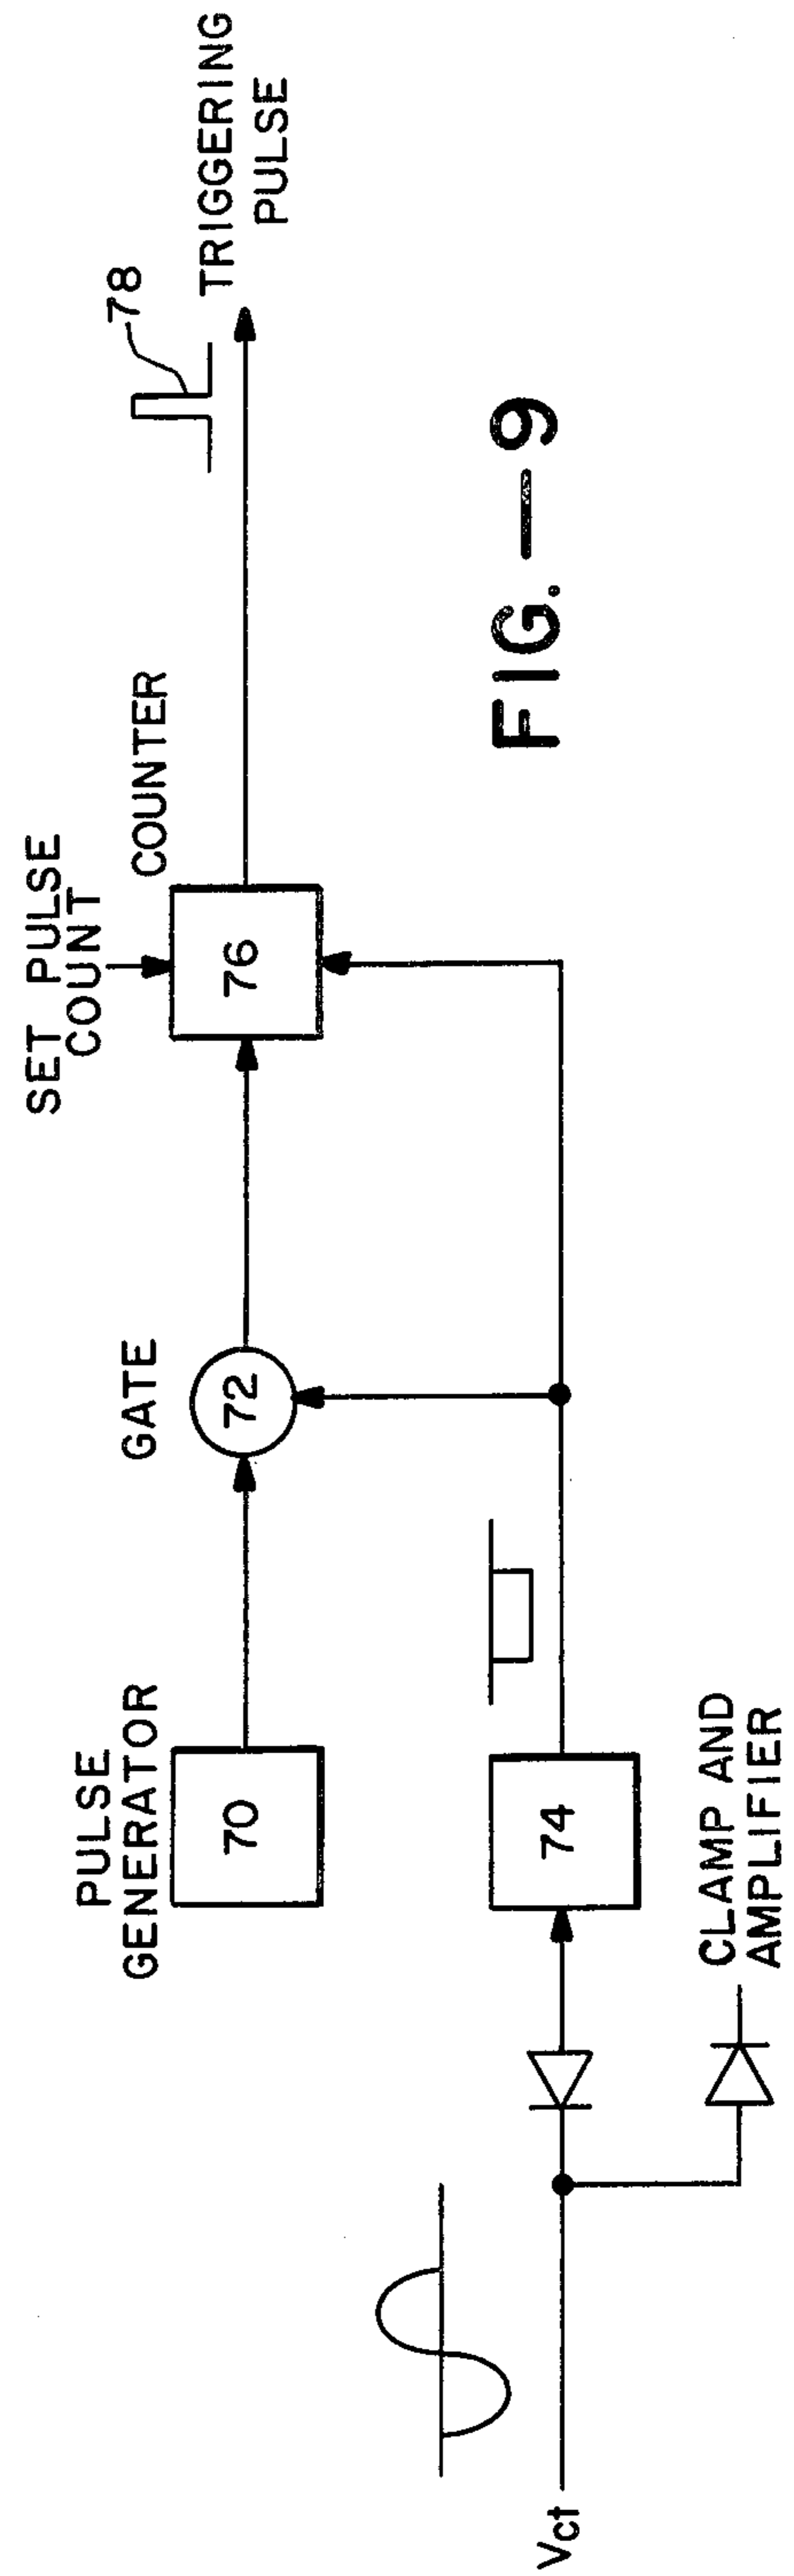 SET PULSE
COUNT
PULSE
GENERATOR
GATE
COUNTER
78
TRIGGERING
PULSE
70
72
76
Vct
74
CLAMP AND
AMPLIFIER
FIG. — 9